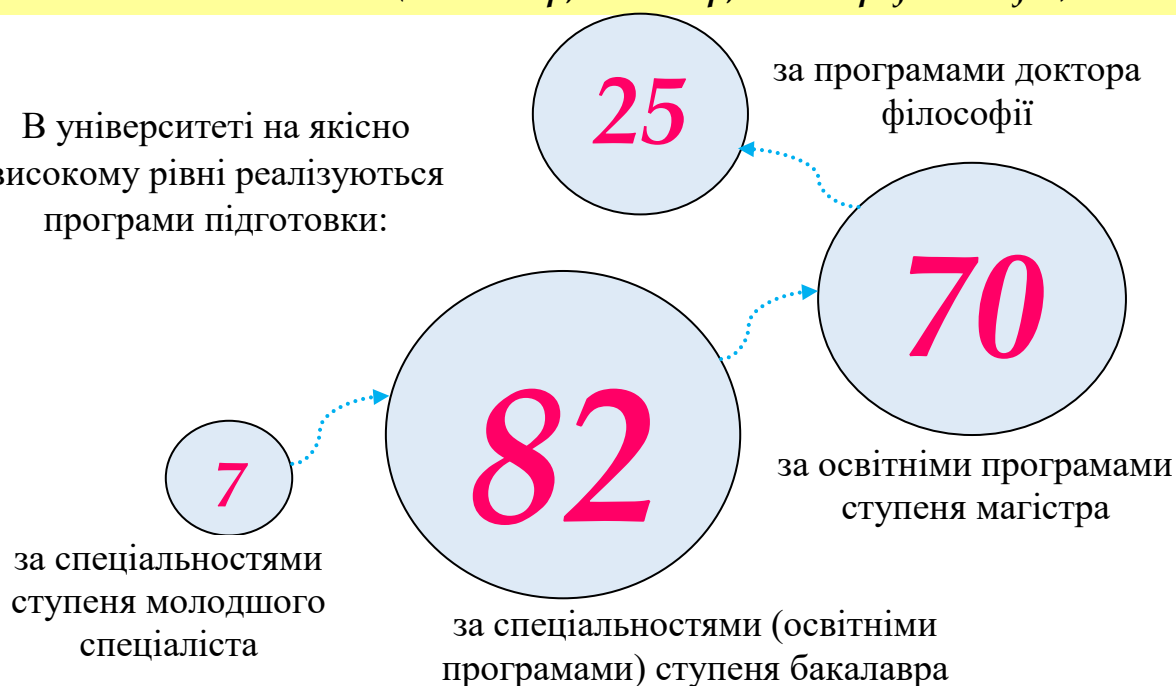 В університеті на якісно
високому рівні реалізуються
програми підготовки:
25
за програмами доктора
філософії
70
за освітніми програмами
ступеня магістра
82
за спеціальностями (освітніми
програмами) ступеня бакалавра
7
за спеціальностями
ступеня молодшого
спеціаліста